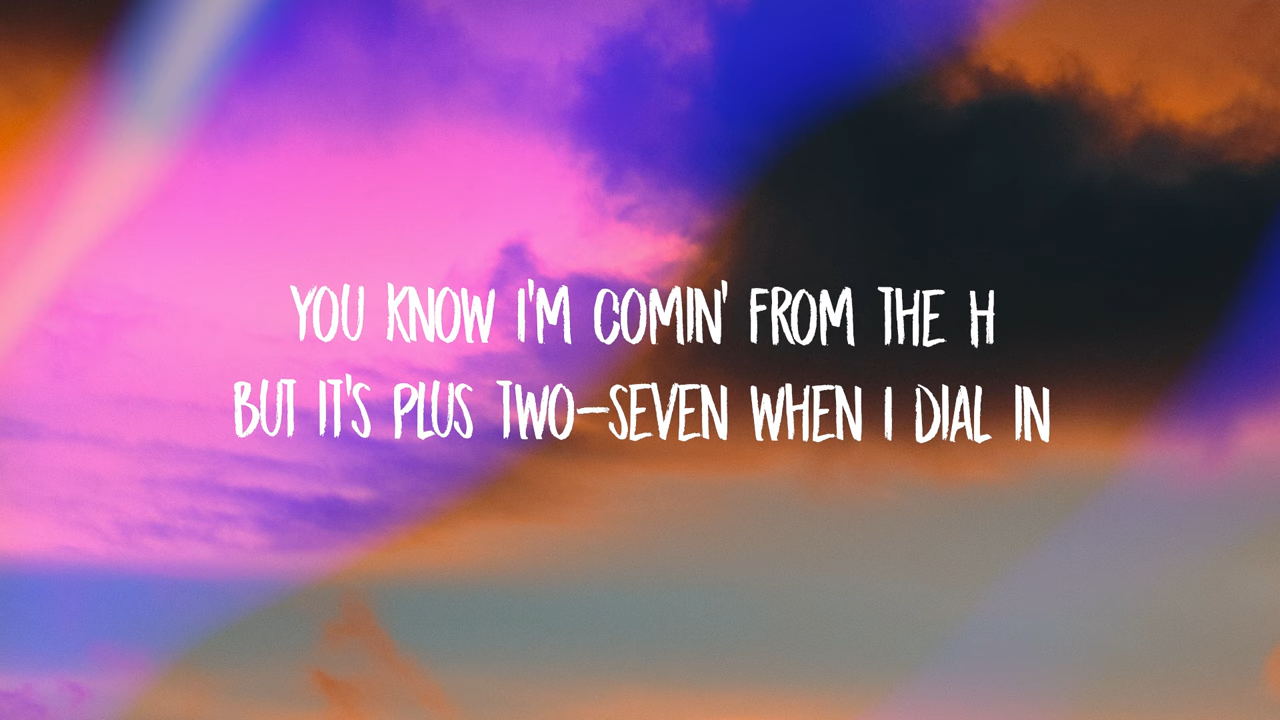 YOU KNOW I'M COMIN' FROM THE H
BUT IT'S PLUS TWO-SEVEN WHEN I DIAL IN